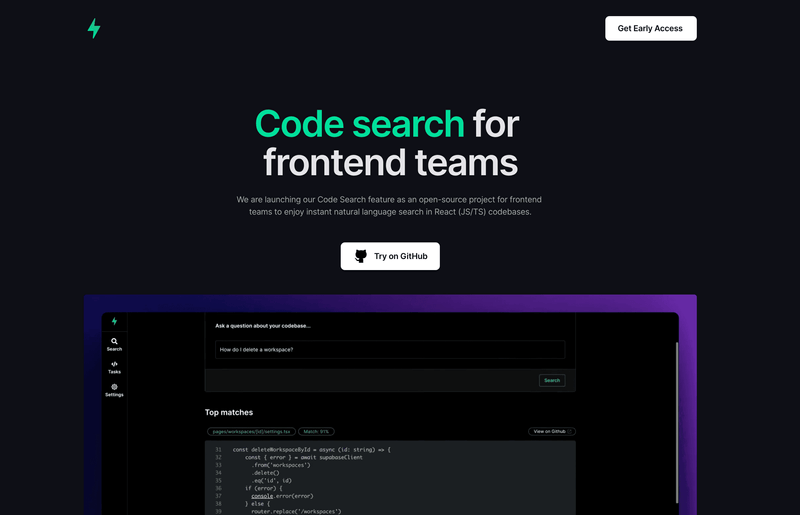 Get Early Access
Code search for
frontend teams
We are launching our Code Search feature as an open-source project for frontend
teams to enjoy instant natural language search in React (JS/TS) codebases.
Try on GitHub
Ask a question about your codebase...
Search
How do I delete a workspace?
Tasks
Search
Settings
Top matches
pages/workspaces/[id]/settings.tsx
Match: 91%
View on Github
31 const deleteWorkspaceById = async (id: string) => {
32 const { error } = await supabaseClient
33 .from('workspaces')
34 .delete()
35 .eq('id', id)
36 if (error) {
37 console.error(error)
38 } else {
39 router.replace('/workspaces')